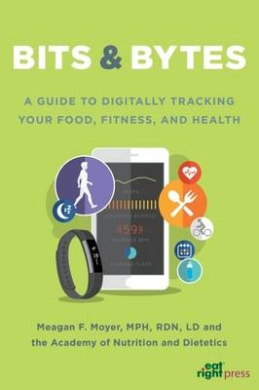 BITS & BYTES
A GUIDE TO DIGITALLY TRACKING
YOUR FOOD, FITNESS, AND HEALTH
59
Meagan F. Moyer, MPH, RDN, LD and
the Academy of Nutrition and Dietetics
eat
right press